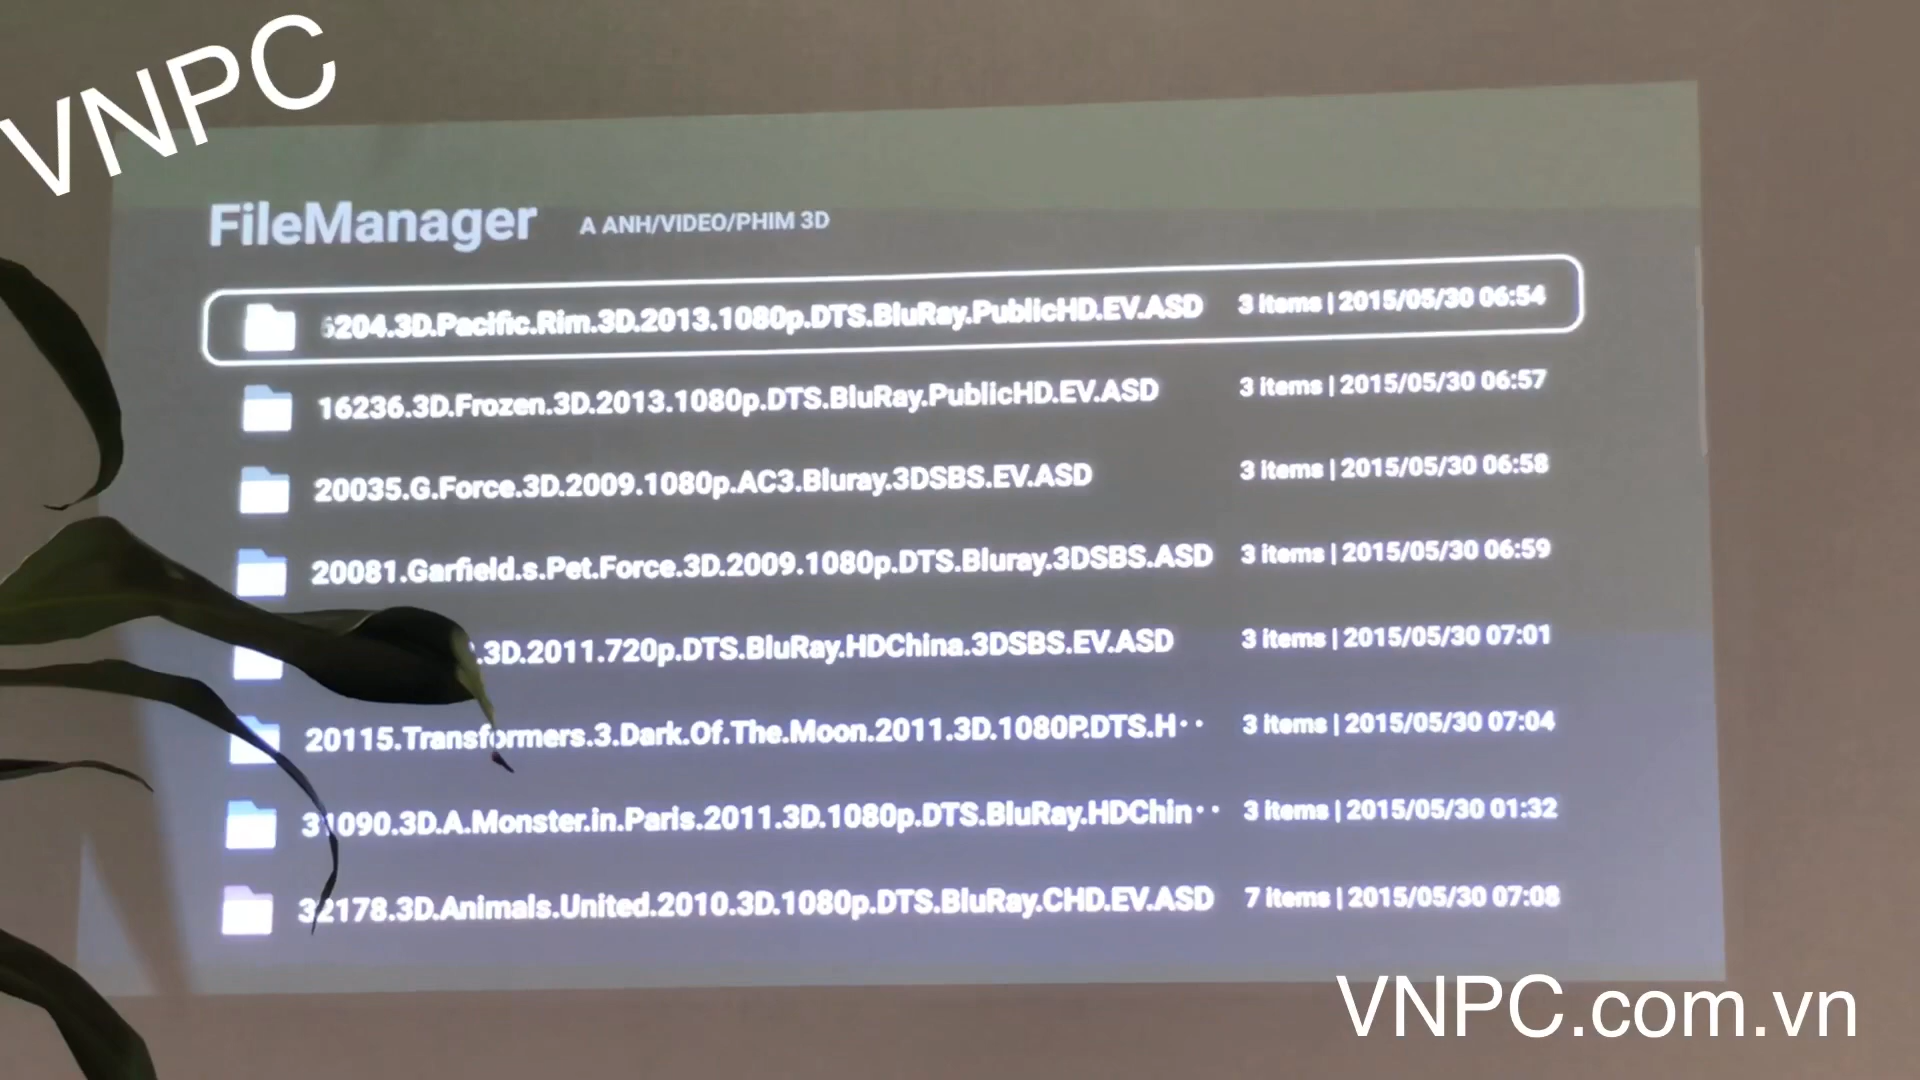 VNPC
FileManager A ANH/VIDEO/PHIM 3D
6204.3D.Pacific.Rim.3D.2013.1080p.DTS.BluRay.PublicHD.EV.ASD 3 items | 2015/05/30 06:54
16236.3D.Frozen.3D.2013.1080p.DTS.BluRay.PublicHD.EV.ASD 3 items | 2015/05/30 06:57
20035.G.Force.3D.2009.1080p.AC3.Bluray.3DSBS.EV.ASD 3 items | 2015/05/30 06:58
20081.Garfield.s.Pet.Force.3D.2009.1080p.DTS.Bluray.3DSBS.ASD 3 items | 2015/05/30 06:59
.3D.2011.720p.DTS.BluRay.HDChina.3DSBS.EV.ASD 3 items | 2015/05/30 07:01
20115.Transformers.3.Dark.Of.The.Moon.2011.3D.1080P.DTS.H·· 3 items | 2015/05/30 07:04
31090.3D.A.Monster.in.Paris.2011.3D.1080p.DTS.BluRay.HDChin·· 3 items | 2015/05/30 01:32
32178.3D.Animals.United.2010.3D.1080p.DTS.BluRay.CHD.EV.ASD 7 items | 2015/05/30 07:08
VNPC.com.vn